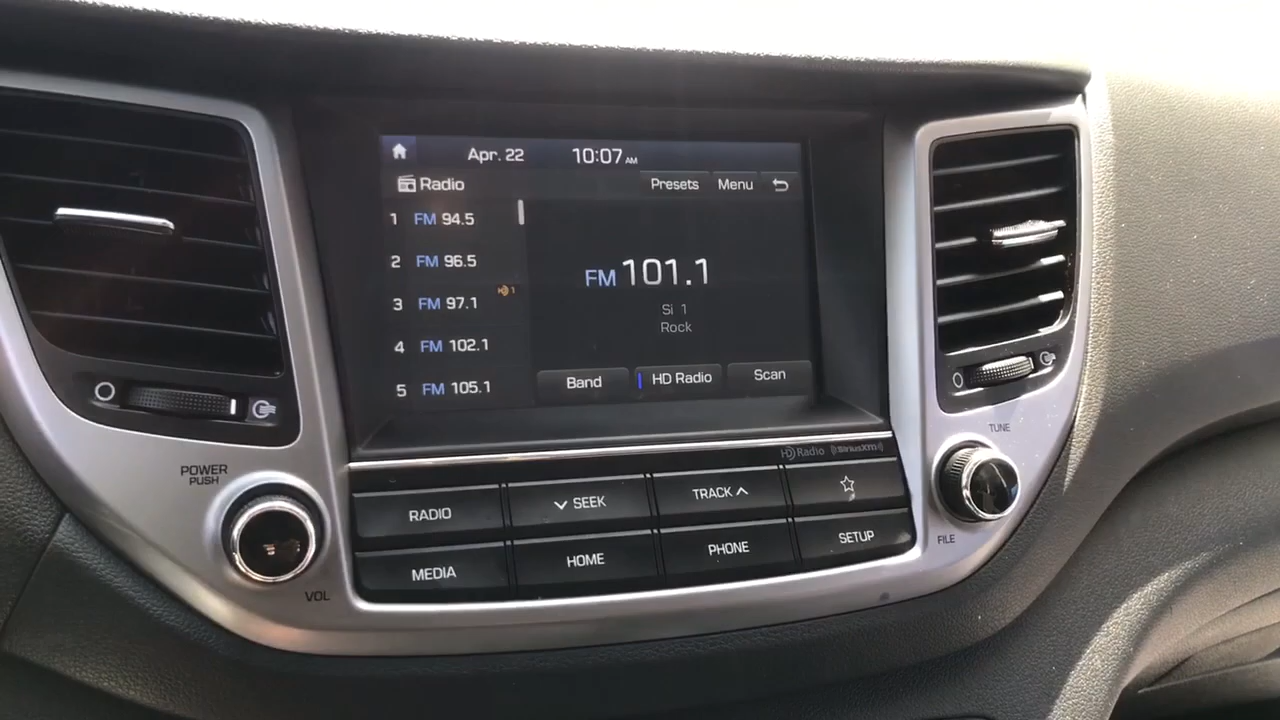 Apr. 22 10:07 AM
Radio Presets Menu
1 FM 94.5
2 FM 96.5
3 FM 97.1
4 FM 102.1
5 FM 105.1
FM 101.1
Si 1
Rock
Band HD Radio Scan
HD Radio SiriusXM
POWER
PUSH
VOL
RADIO SEEK TRACK
MEDIA HOME PHONE SETUP
TUNE
FILE